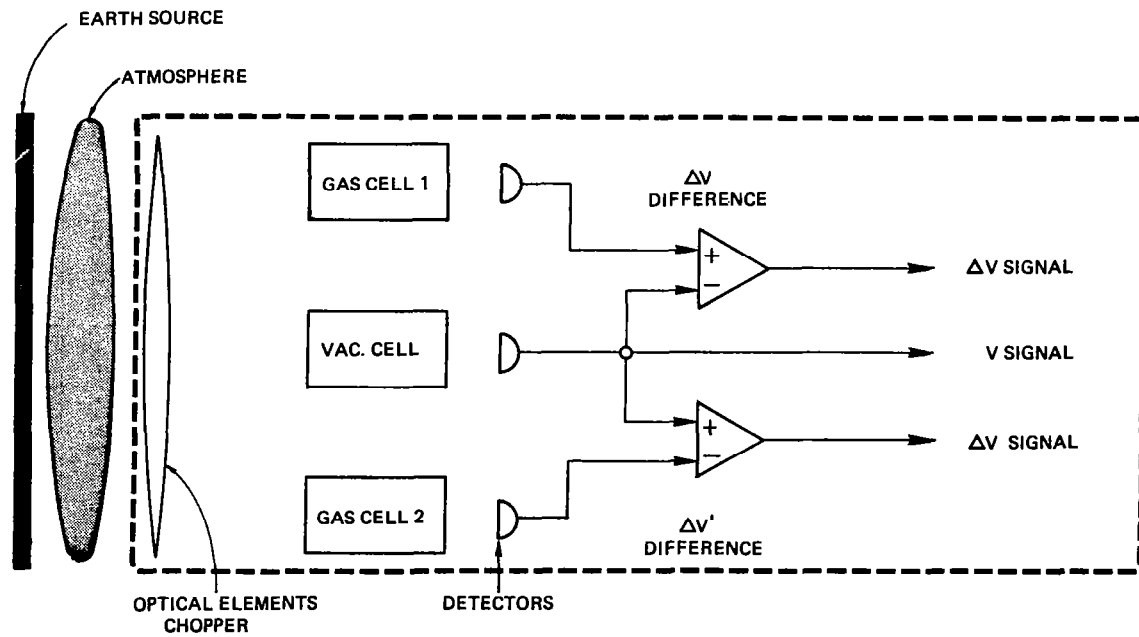 EARTH SOURCE
ATMOSPHERE
GAS CELL 1
ΔV
DIFFERENCE
+
−
ΔV SIGNAL
VAC. CELL
V SIGNAL
+
−
ΔV SIGNAL
GAS CELL 2
ΔV'
DIFFERENCE
OPTICAL ELEMENTS
CHOPPER
DETECTORS